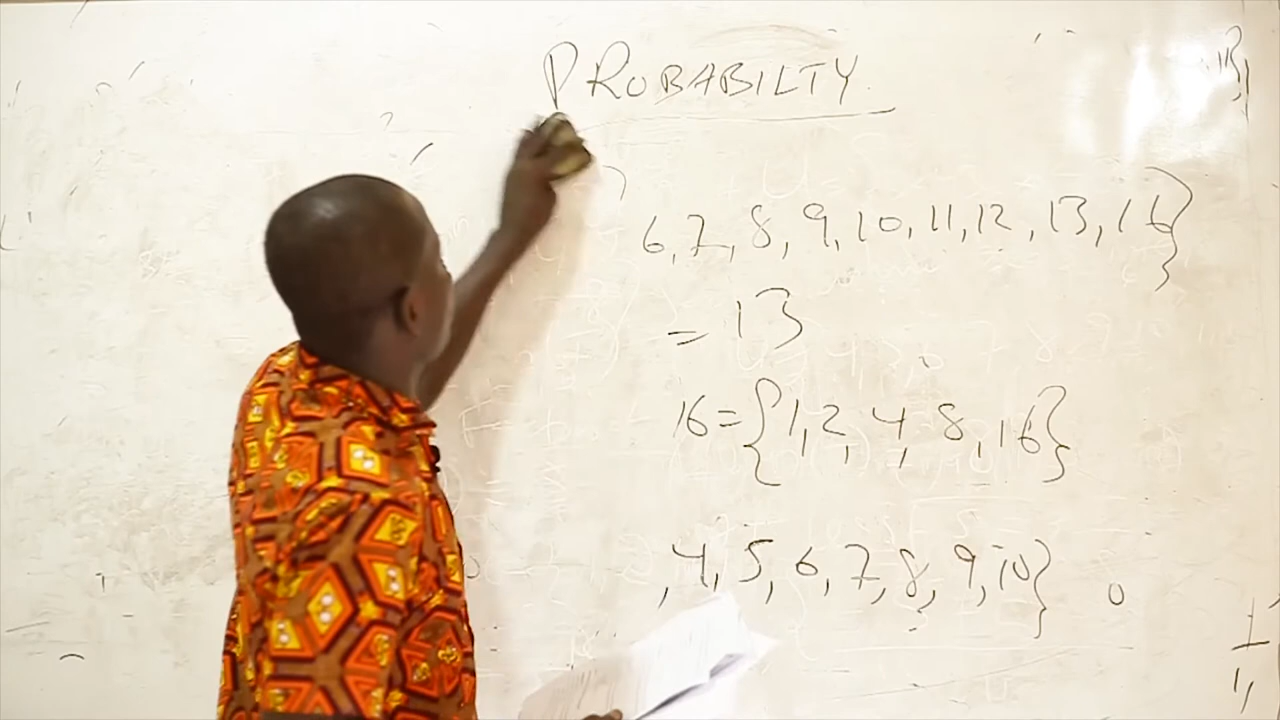 PROBABILTY
6, 7, 8, 9, 10, 11, 12, 13, 16}
= 13
16 = {1, 2, 4, 8, 16}
, 4, 5, 6, 7, 8, 9, 10}